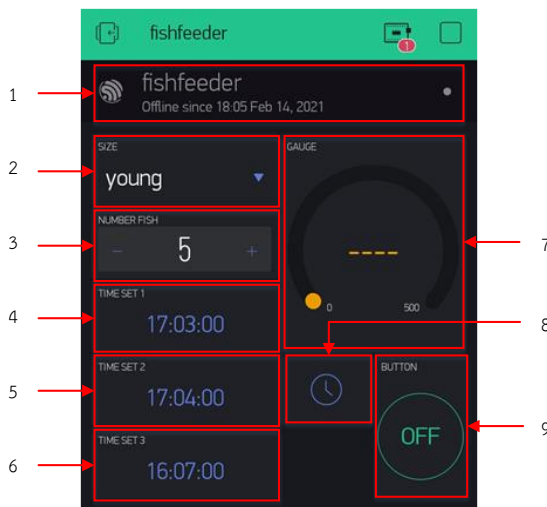 fishfeeder
1
1
fishfeeder
Offline since 18:05 Feb 14, 2021
2
SIZE
young
3
NUMBER FISH
- 5 +
4
TIME SET 1
17:03:00
5
TIME SET 2
17:04:00
6
TIME SET 3
16:07:00
GAUGE
----
0 500
7
8
BUTTON
OFF
9